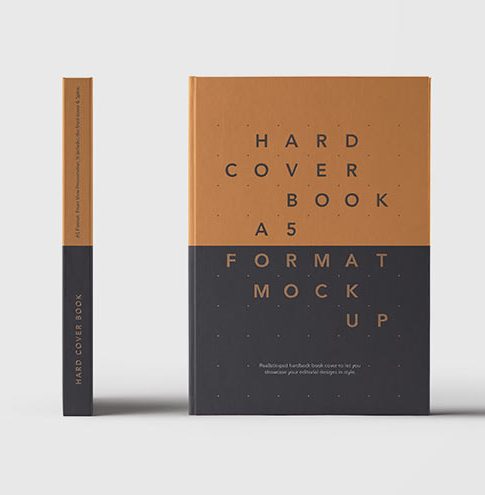 HARD COVER BOOK
HARD
COVER
BOOK
A5
FORMAT
MOCK
UP
Realistic psd hardback book cover to let you
showcase your editorial designs in style.